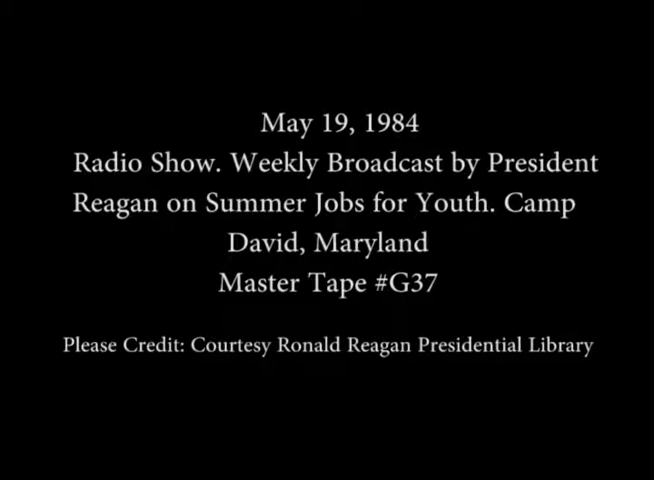 May 19, 1984
Radio Show. Weekly Broadcast by President
Reagan on Summer Jobs for Youth. Camp
David, Maryland
Master Tape #G37
Please Credit: Courtesy Ronald Reagan Presidential Library